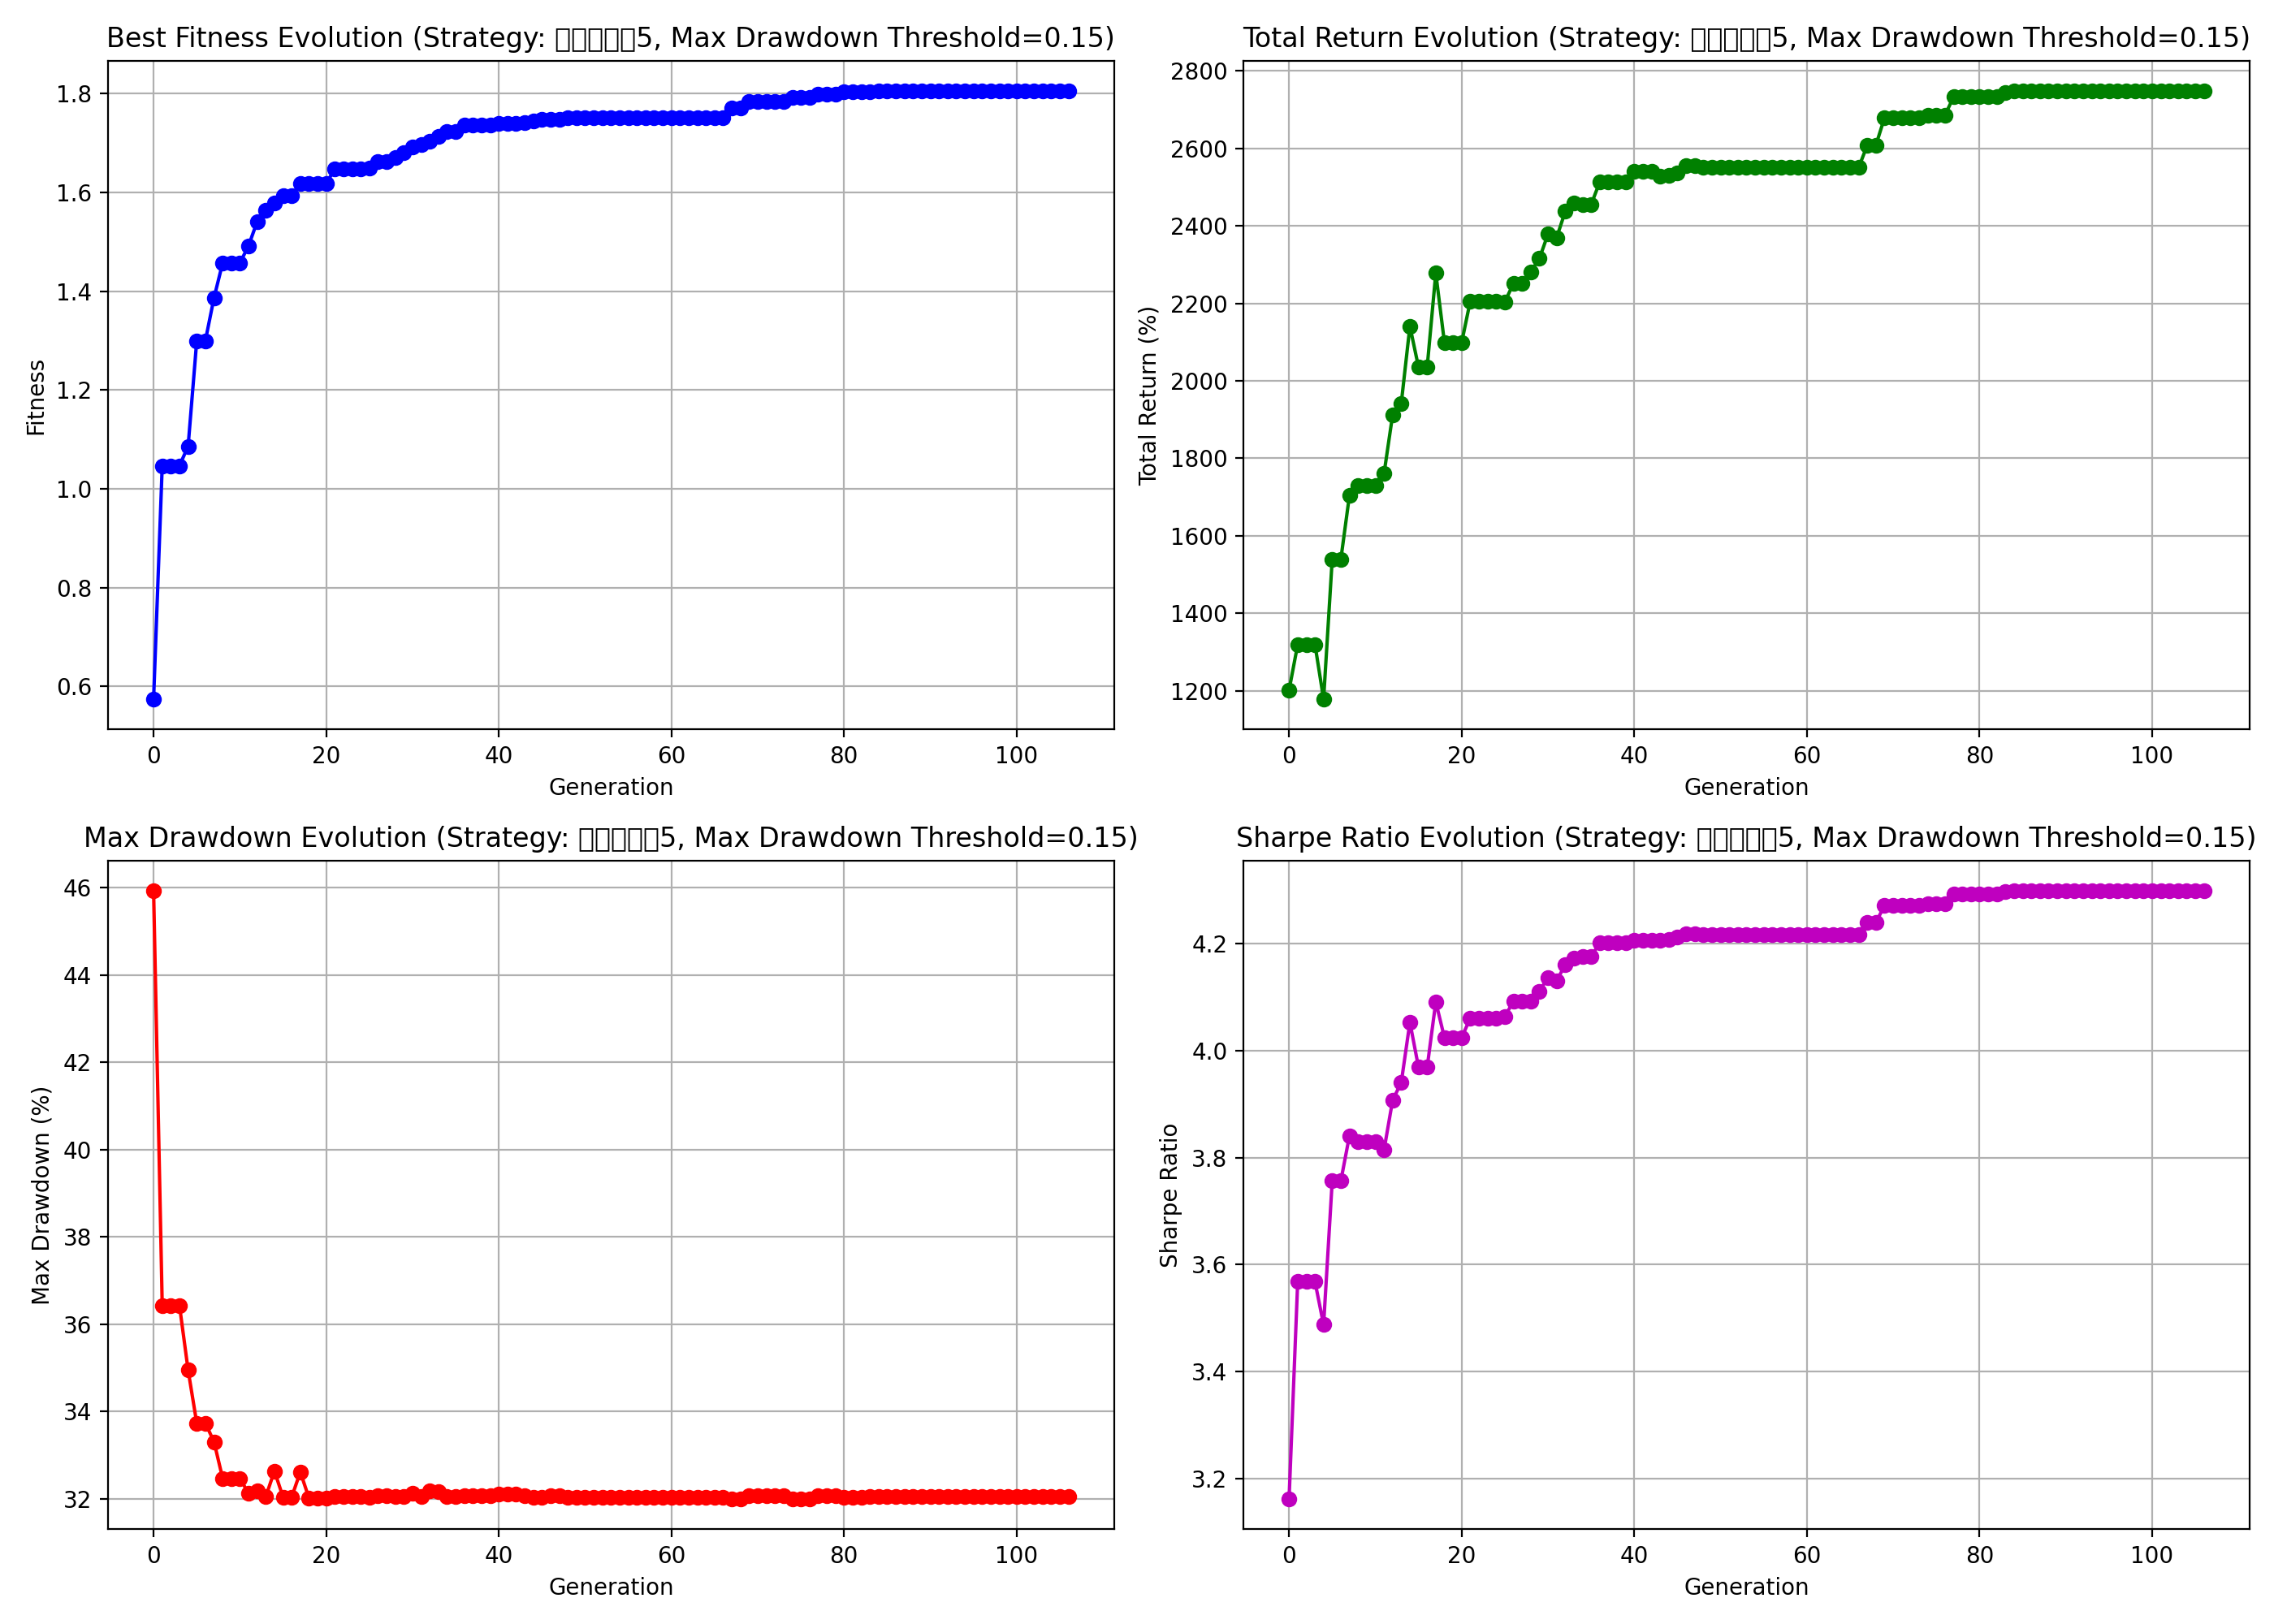 Best Fitness Evolution (Strategy: □□□□□5, Max Drawdown Threshold=0.15)
1.8
1.6
1.4
1.2
1.0
0.8
0.6
Fitness
0 20 40 60 80 100
Generation
Total Return Evolution (Strategy: □□□□□5, Max Drawdown Threshold=0.15)
2800
2600
2400
2200
2000
1800
1600
1400
1200
Total Return (%)
0 20 40 60 80 100
Generation
Max Drawdown Evolution (Strategy: □□□□□5, Max Drawdown Threshold=0.15)
46
44
42
40
38
36
34
32
Max Drawdown (%)
0 20 40 60 80 100
Generation
Sharpe Ratio Evolution (Strategy: □□□□□5, Max Drawdown Threshold=0.15)
4.2
4.0
3.8
3.6
3.4
3.2
Sharpe Ratio
0 20 40 60 80 100
Generation